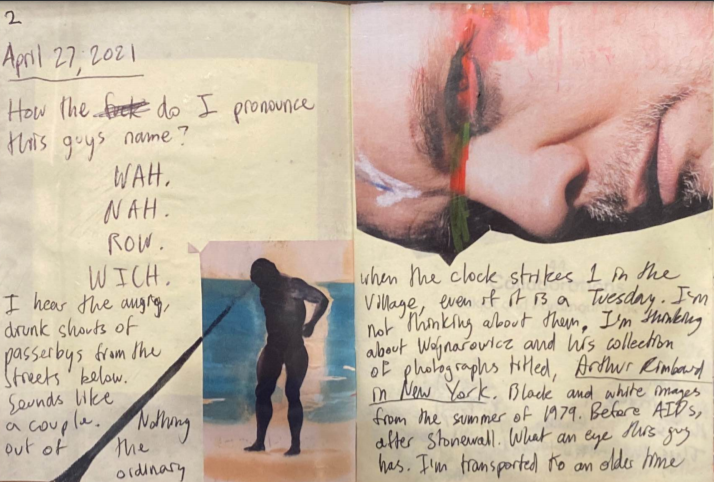 2
April 27, 2021
How the fuck do I pronounce
this guys name?
WAH.
NAH.
ROW.
WICH.
I hear the angry,
drunk shouts of
passerbys from the
streets below.
Sounds like
a couple. Nothing
out of the
ordinary
when the clock strikes 1 in the
Village, even if it is a Tuesday. I'm
not thinking about them, I'm thinking
about Wojnarowicz and his collection
of photographs titled, Arthur Rimbaud
in New York. Black and white images
from the summer of 1979. Before AIDs,
after Stonewall. What an eye this guy
has. I'm transported to an older time